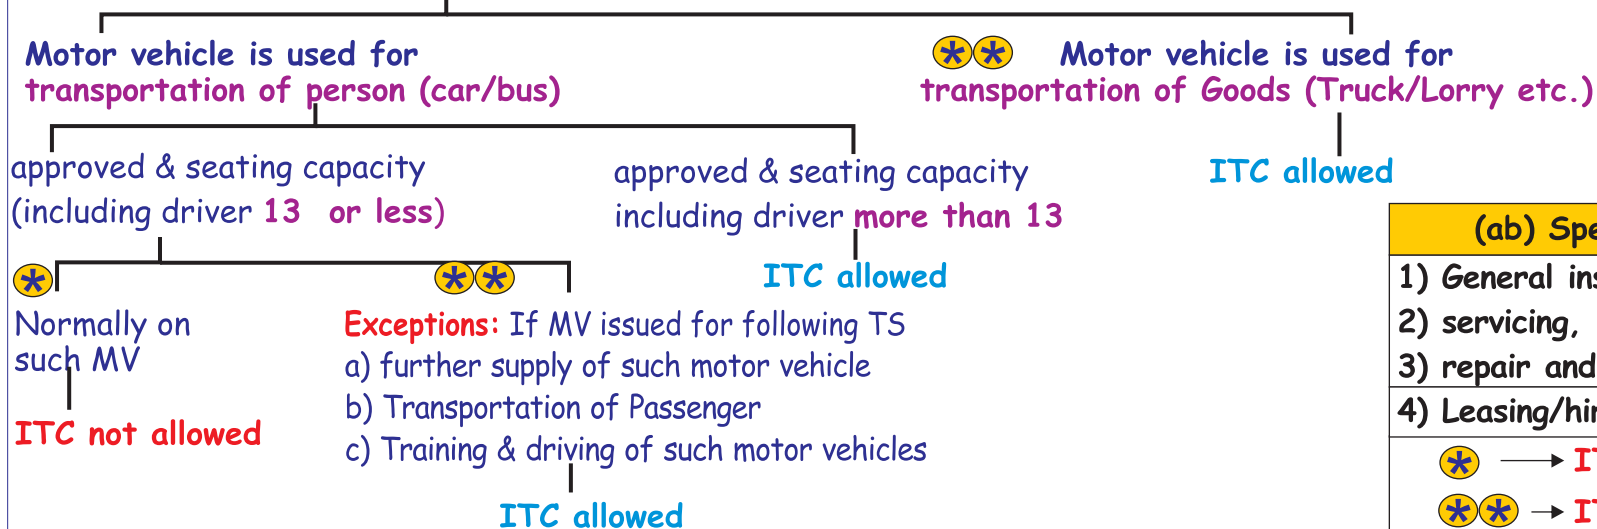 Motor vehicle is used for
transportation of person (car/bus)
** Motor vehicle is used for
transportation of Goods (Truck/Lorry etc.)
ITC allowed
approved & seating capacity
(including driver 13 or less)
approved & seating capacity
including driver more than 13
ITC allowed
*
Normally on
such MV
ITC not allowed
**
Exceptions: If MV issued for following TS
a) further supply of such motor vehicle
b) Transportation of Passenger
c) Training & driving of such motor vehicles
ITC allowed
(ab)
1) General
2) servicing,
3) repair and
4)
*
**